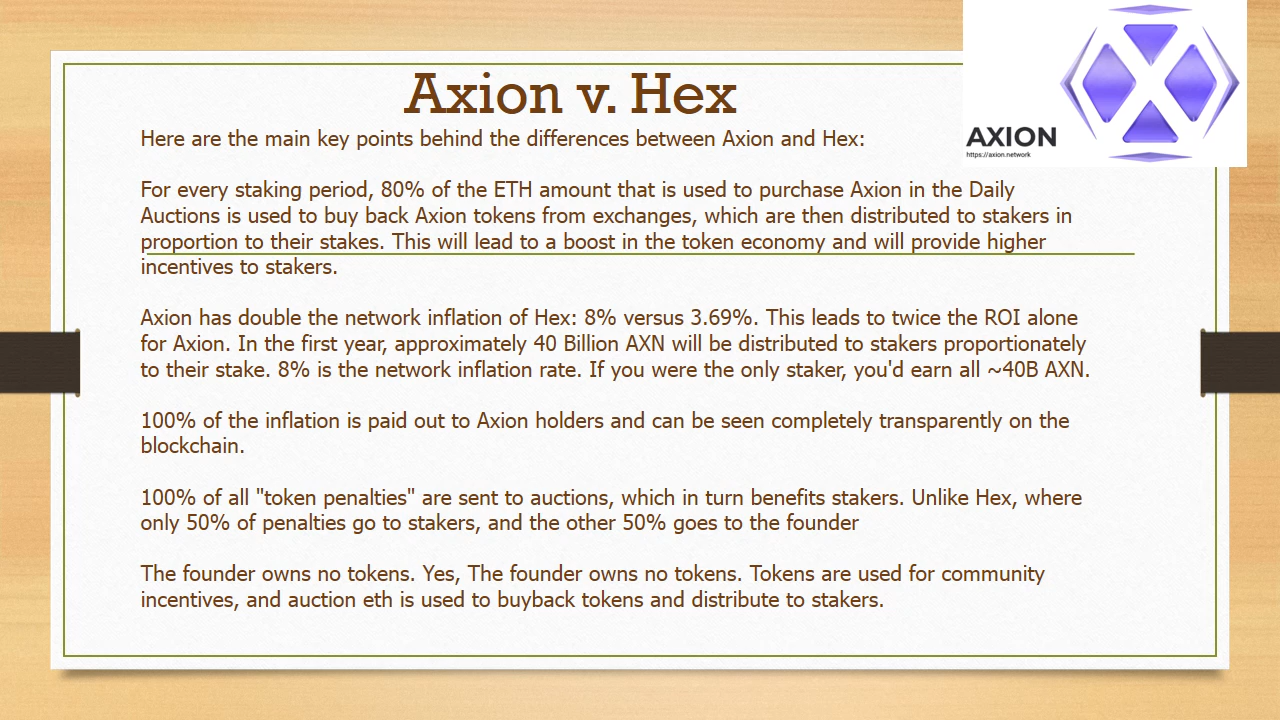 Axion v. Hex
AXION
https://axion.network
Here are the main key points behind the differences between Axion and Hex:
For every staking period, 80% of the ETH amount that is used to purchase Axion in the Daily
Auctions is used to buy back Axion tokens from exchanges, which are then distributed to stakers in
proportion to their stakes. This will lead to a boost in the token economy and will provide higher
incentives to stakers.
Axion has double the network inflation of Hex: 8% versus 3.69%. This leads to twice the ROI alone
for Axion. In the first year, approximately 40 Billion AXN will be distributed to stakers proportionately
to their stake. 8% is the network inflation rate. If you were the only staker, you'd earn all ~40B AXN.
100% of the inflation is paid out to Axion holders and can be seen completely transparently on the
blockchain.
100% of all "token penalties" are sent to auctions, which in turn benefits stakers. Unlike Hex, where
only 50% of penalties go to stakers, and the other 50% goes to the founder
The founder owns no tokens. Yes, The founder owns no tokens. Tokens are used for community
incentives, and auction eth is used to buyback tokens and distribute to stakers.